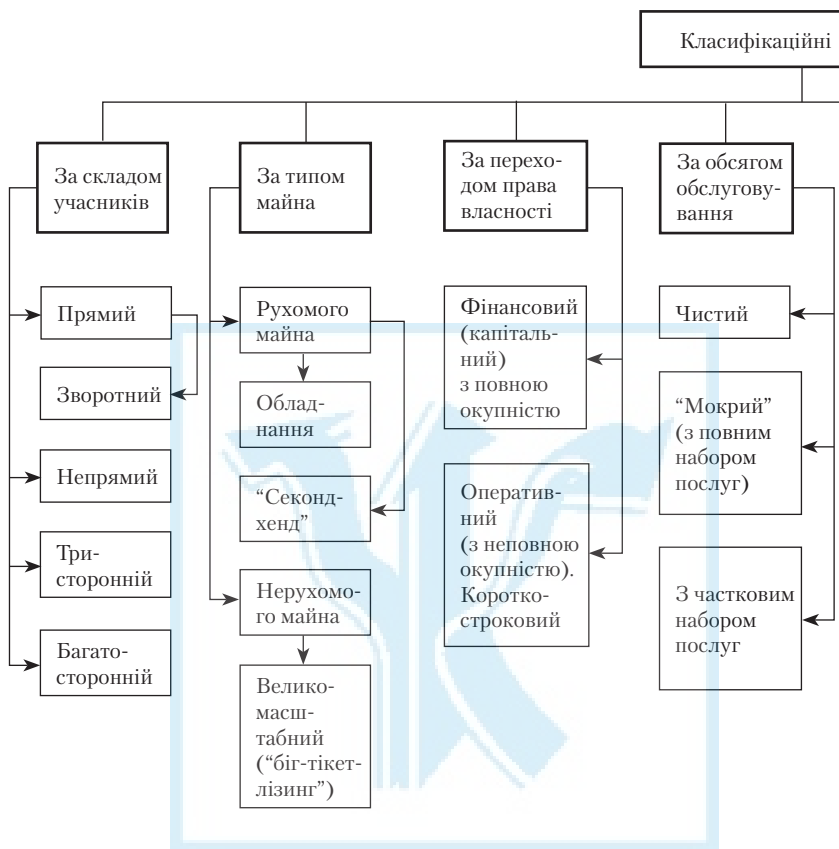 Класифікаційні
За складом
учасників
За типом
майна
За перехо-
дом права
власності
За обсягом
обслугову-
вання
Прямий
Зворотний
Непрямий
Три-
сторонній
Багато-
сторонній
Рухомого
майна
Облад-
нання
“Секонд-
хенд”
Нерухомо-
го майна
Велико-
масш-
табний
(“біг-тікет-
лізинг”)
Фінансовий
(капіталь-
ний)
з повною
окупністю
Оператив-
ний
(з неповною
окупністю).
Коротко-
строковий
Чистий
“Мокрий”
(з повним
набором
послуг)
З частковим
набором
послуг